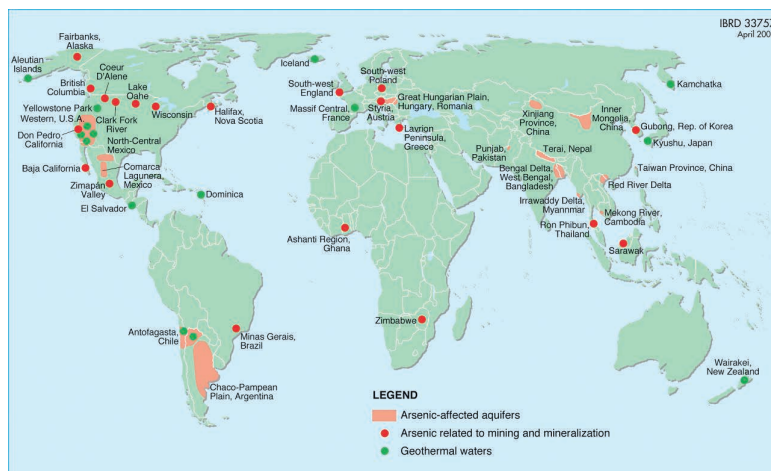 IBRD 33753
April 200
Fairbanks,
Alaska
Aleutian
Islands
Coeur
D'Alene
British
Columbia
Lake
Oahe
Yellowstone Park
Wisconsin
Halifax,
Nova Scotia
Western, U.S.A.
Clark Fork
River
Don Pedro,
California
North-Central
Mexico
Baja California
Comarca
Lagunera,
Mexico
Zimapán
Valley
El Salvador
Dominica
Antofagasta,
Chile
Minas Gerais,
Brazil
Chaco-Pampean
Plain, Argentina
Iceland
South-west
England
South-west
Poland
Massif Central,
France
Styria,
Austria
Great Hungarian Plain,
Hungary, Romania
Lavrion
Peninsula,
Greece
Ashanti Region,
Ghana
Zimbabwe
Kamchatka
Xinjiang
Province,
China
Inner
Mongolia,
China
Gubong, Rep. of Korea
Kyushu, Japan
Punjab,
Pakistan
Terai, Nepal
Taiwan Province, China
Bengal Delta,
West Bengal,
Bangladesh
Red River Delta
Irrawaddy Delta,
Myannmar
Mekong River,
Cambodia
Ron Phibun,
Thailand
Sarawak
Wairakei,
New Zealand
LEGEND
Arsenic-affected aquifers
Arsenic related to mining and mineralization
Geothermal waters